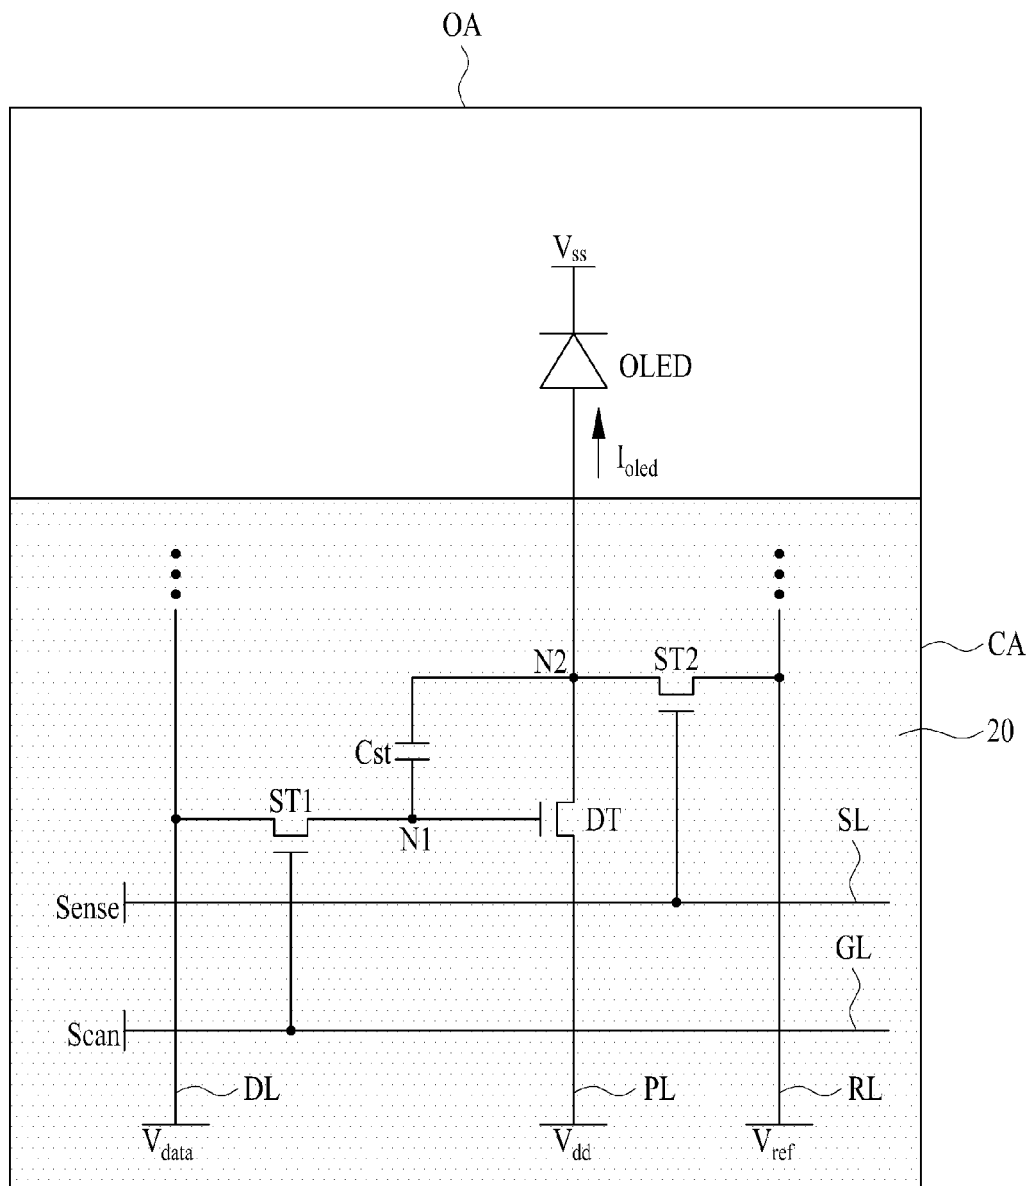 OA
Vss
OLED
Ioled
CA
N2
ST2
20
Cst
ST1
DT
N1
SL
Sense
GL
Scan
DL
PL
RL
Vdata
Vdd
Vref